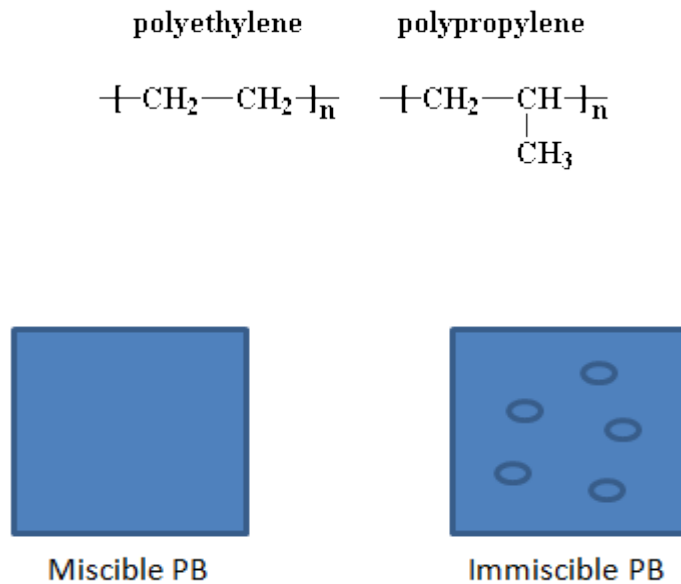 polyethylene polypropylene
-[-CH₂—CH₂-]-n -[-CH₂—CH-]-n
CH₃
Miscible PB Immiscible PB